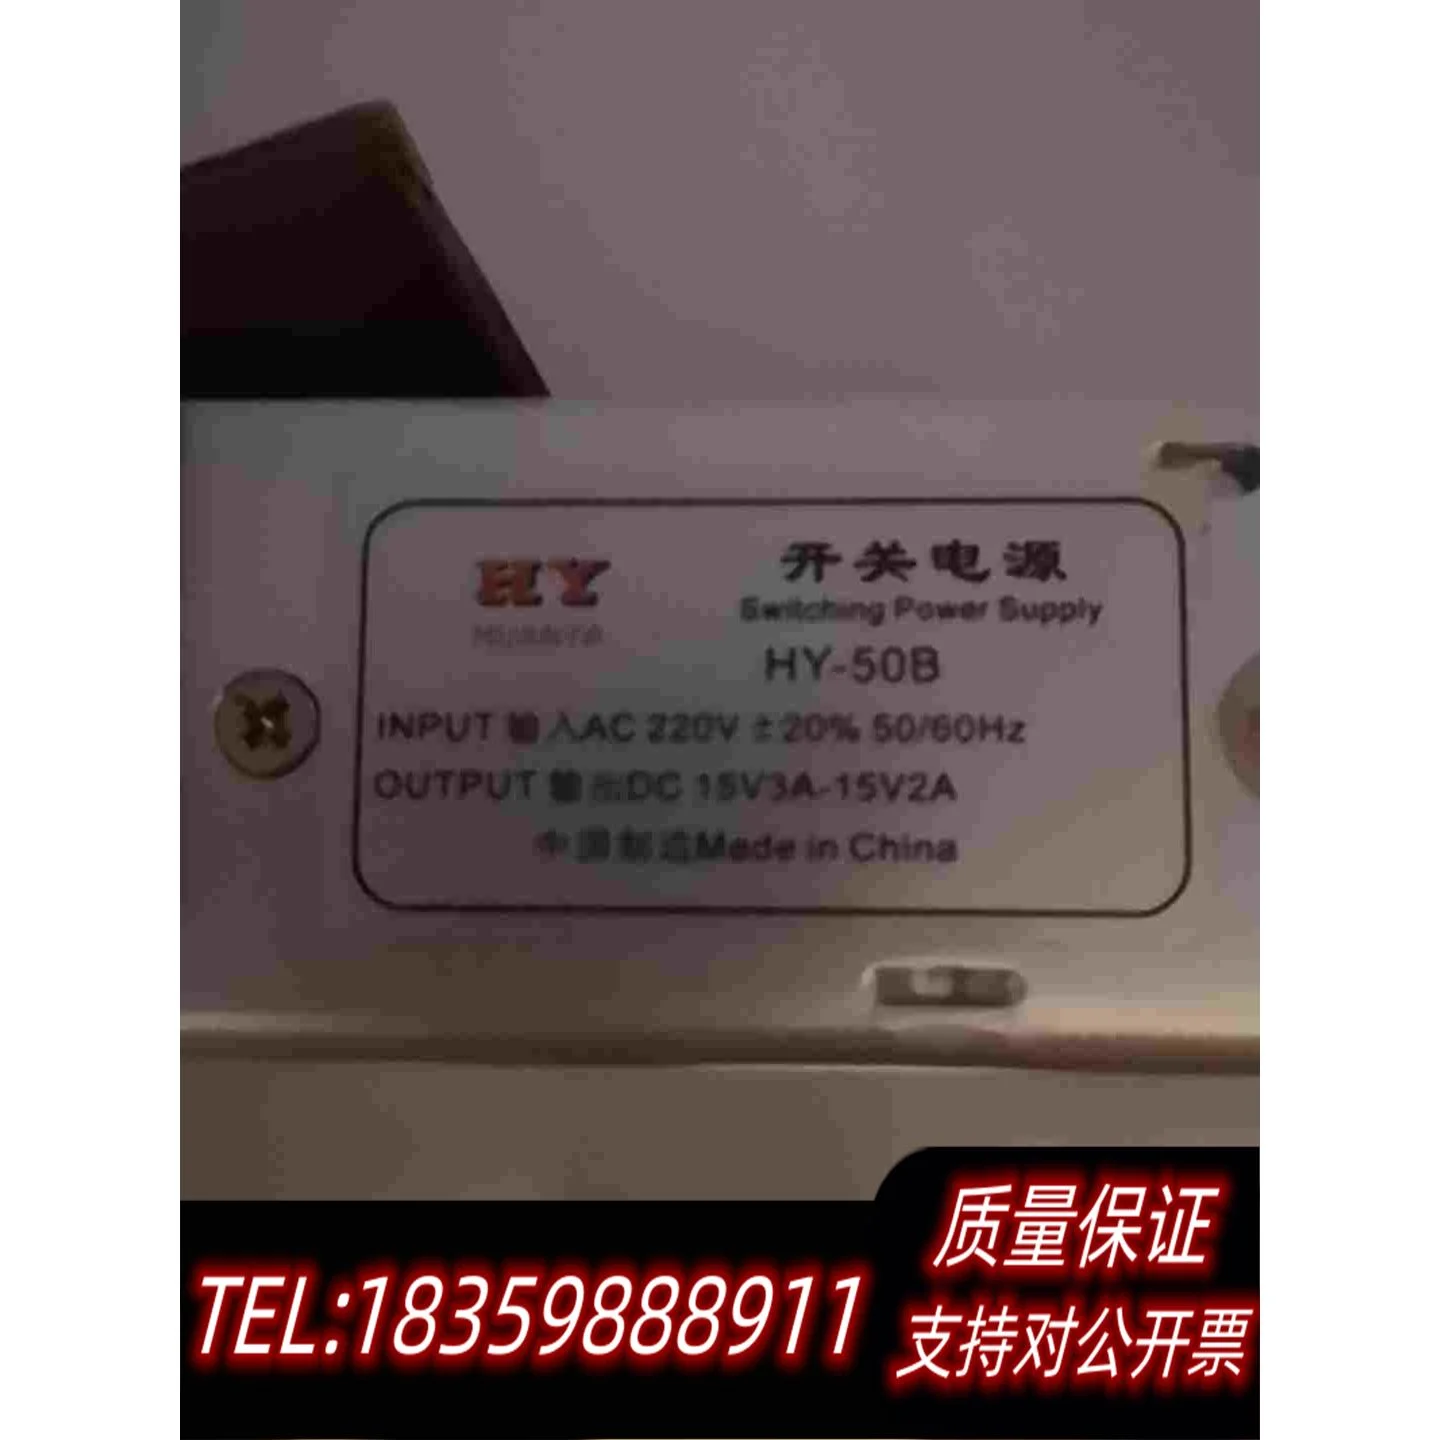 HY
开关电源
Switching Power Supply
HY-50B
INPUT 输入AC 220V ±20% 50/60Hz
OUTPUT 输出DC 15V3A-15V2A
中国制造Made in China
质量保证
TEL:18359888911
支持对公开票